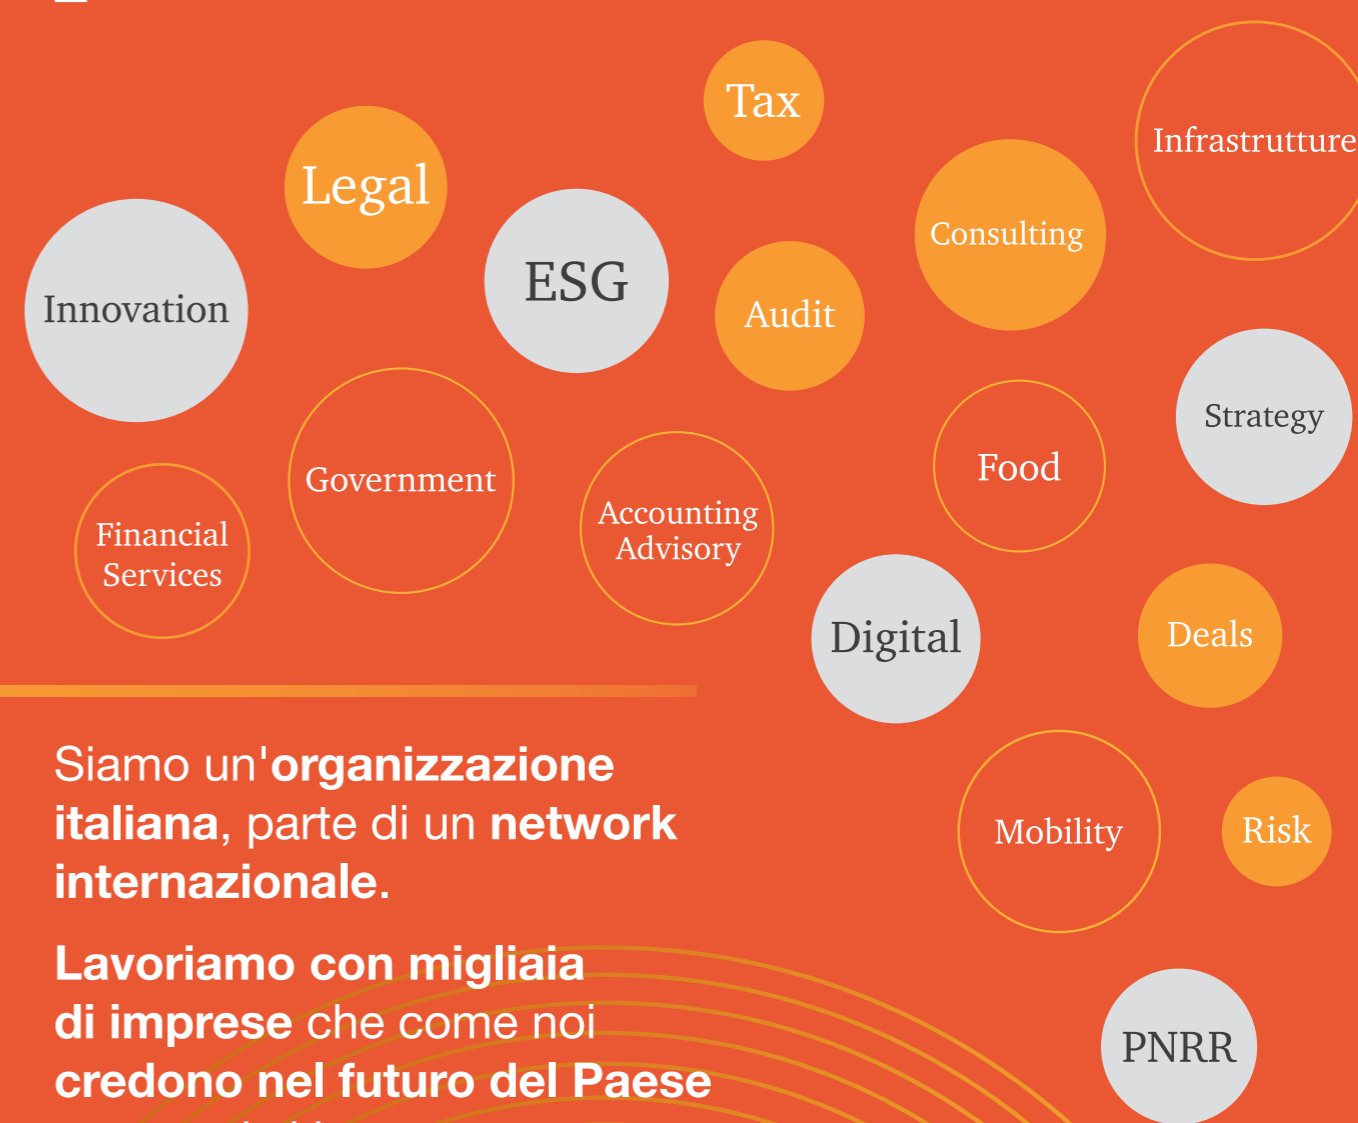 Tax
Infrastrutture
Legal
Consulting
ESG
Innovation
Audit
Strategy
Food
Government
Accounting
Advisory
Financial
Services
Digital
Deals
Siamo un'organizzazione
italiana, parte di un network
internazionale.
Mobility
Risk
Lavoriamo con migliaia
di imprese che come noi
credono nel futuro del Paese
PNRR